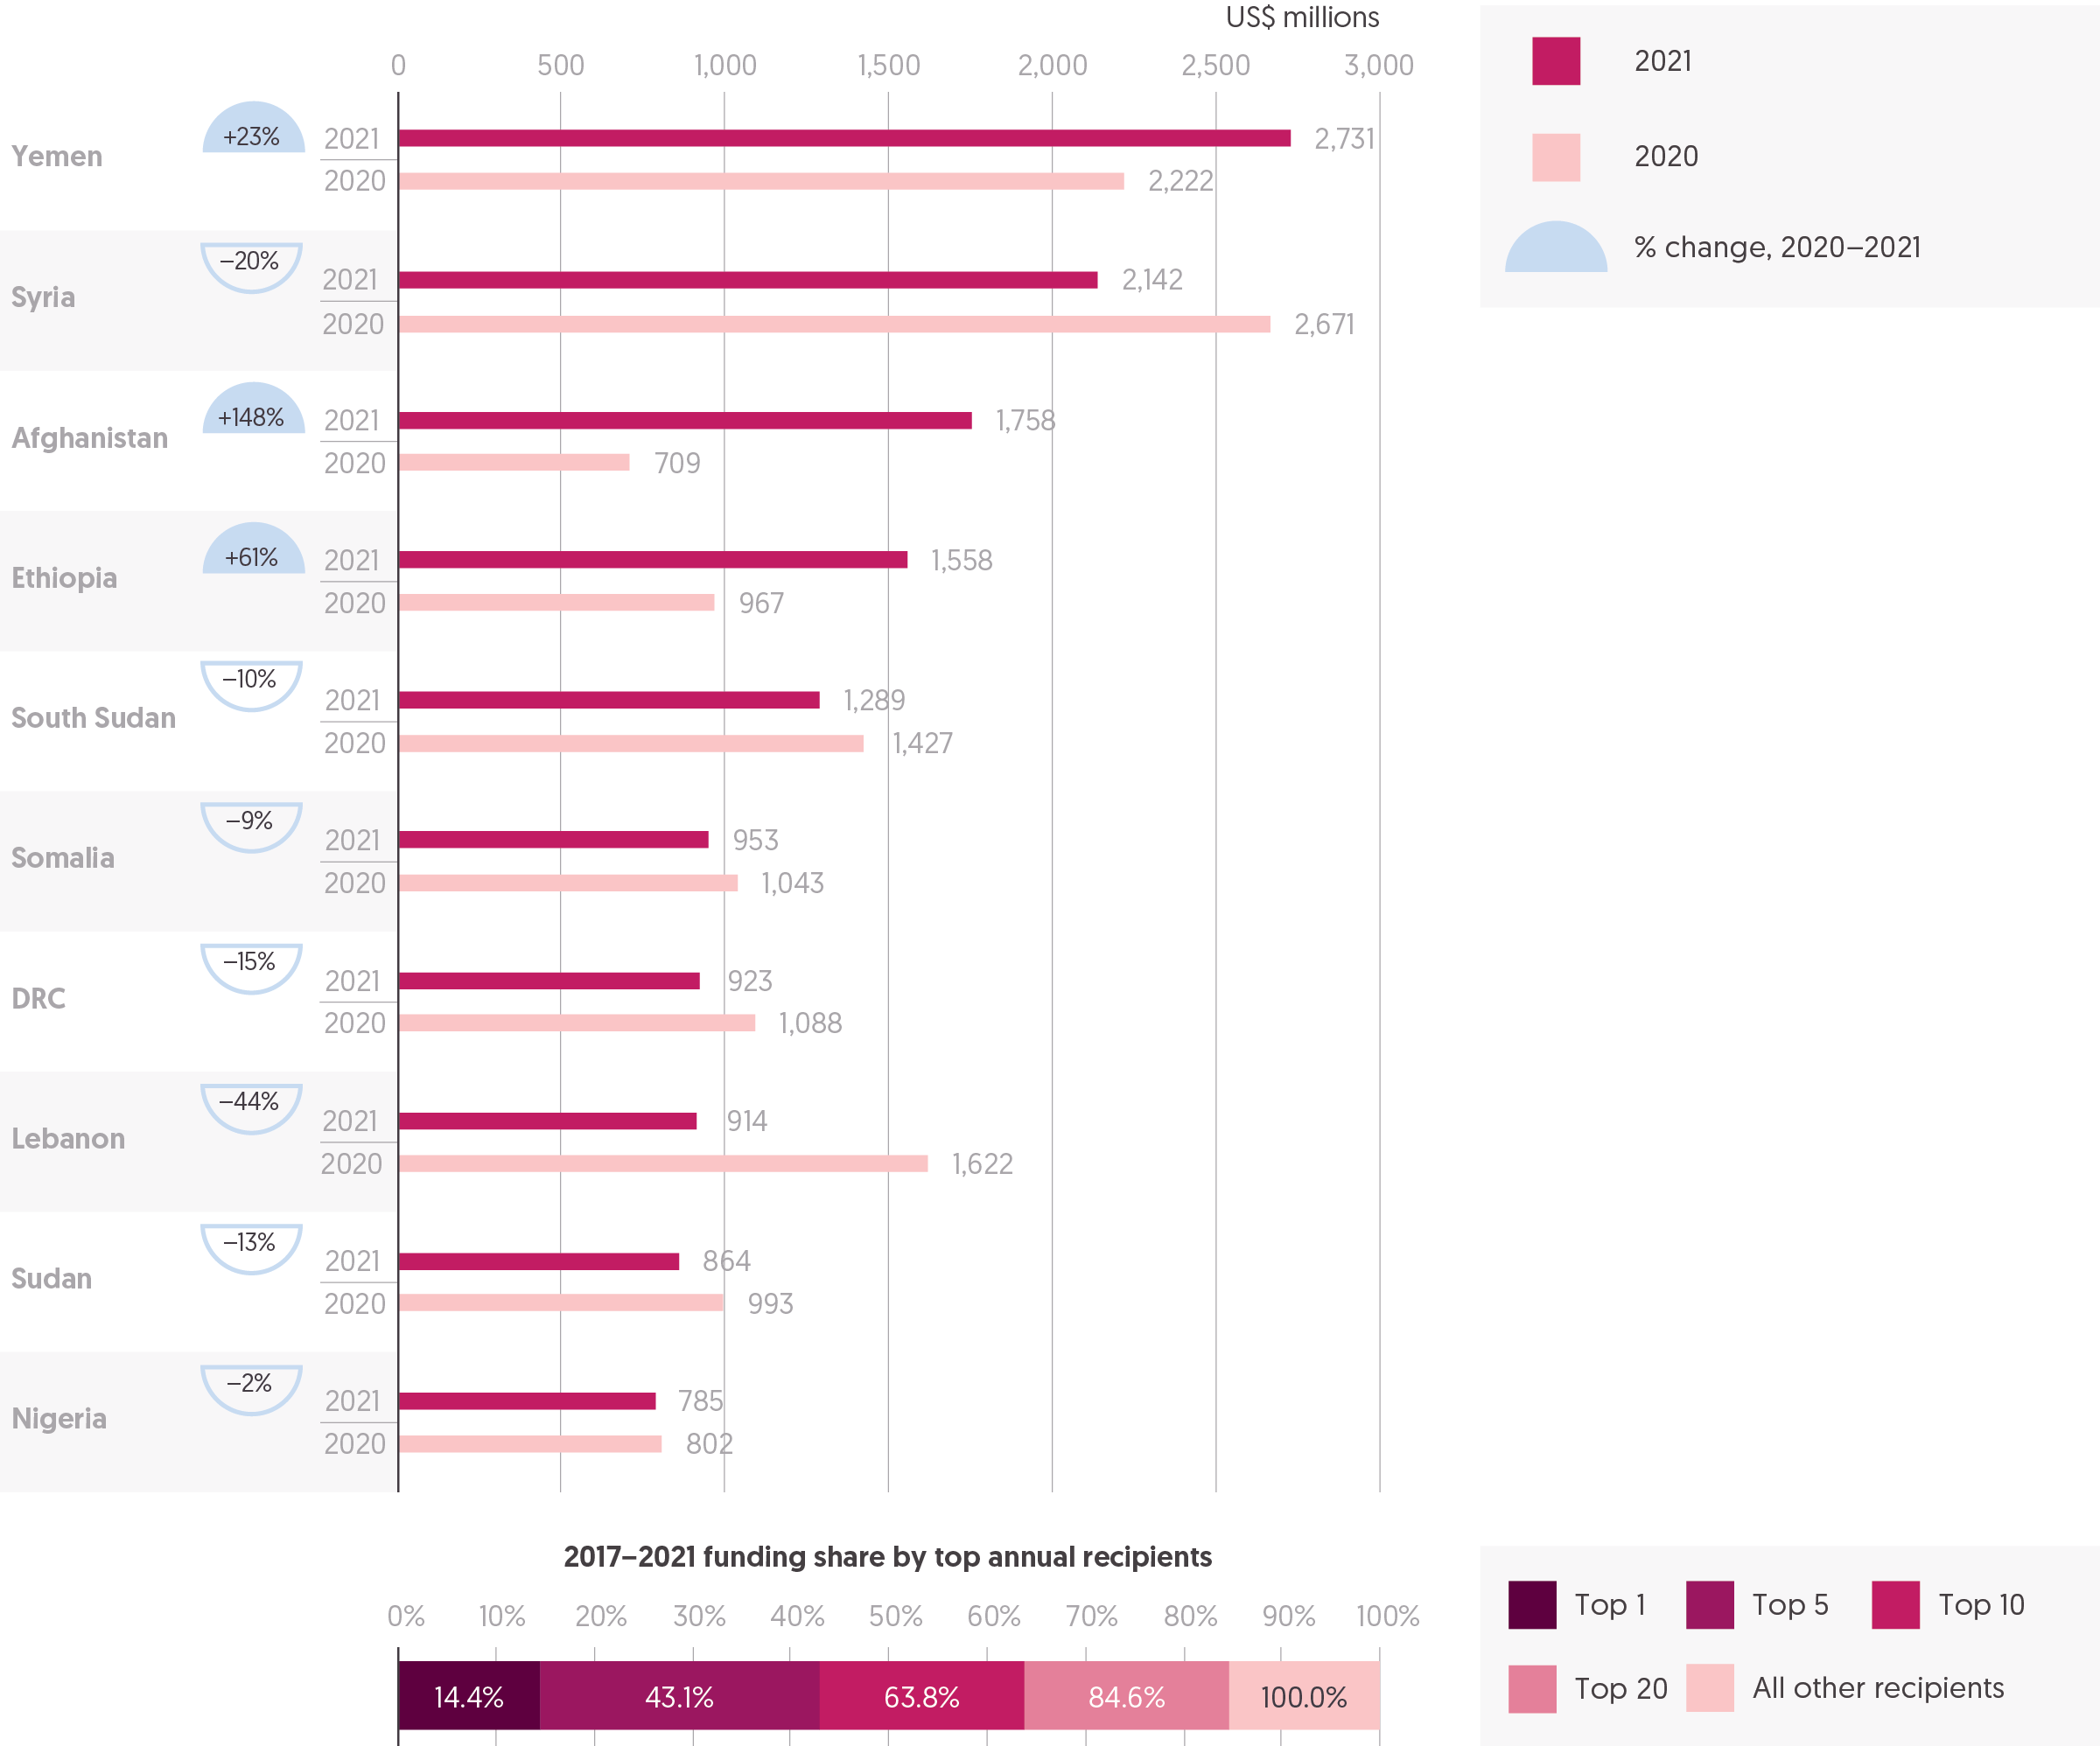 US$ millions
0 500 1,000 1,500 2,000 2,500 3,000
2021
2020
% change, 2020–2021
Yemen
+23%
2021 2,731
2020 2,222
Syria
–20%
2021 2,142
2020 2,671
Afghanistan
+148%
2021 1,758
2020 709
Ethiopia
+61%
2021 1,558
2020 967
South Sudan
–10%
2021 1,289
2020 1,427
Somalia
–9%
2021 953
2020 1,043
DRC
–15%
2021 923
2020 1,088
Lebanon
–44%
2021 914
2020 1,622
Sudan
–13%
2021 864
2020 993
Nigeria
–2%
2021 785
2020 802
2017–2021 funding share by top annual recipients
0% 10% 20% 30% 40% 50% 60% 70% 80% 90% 100%
14.4% 43.1% 63.8% 84.6% 100.0%
Top 1 Top 5 Top 10
Top 20 All other recipients